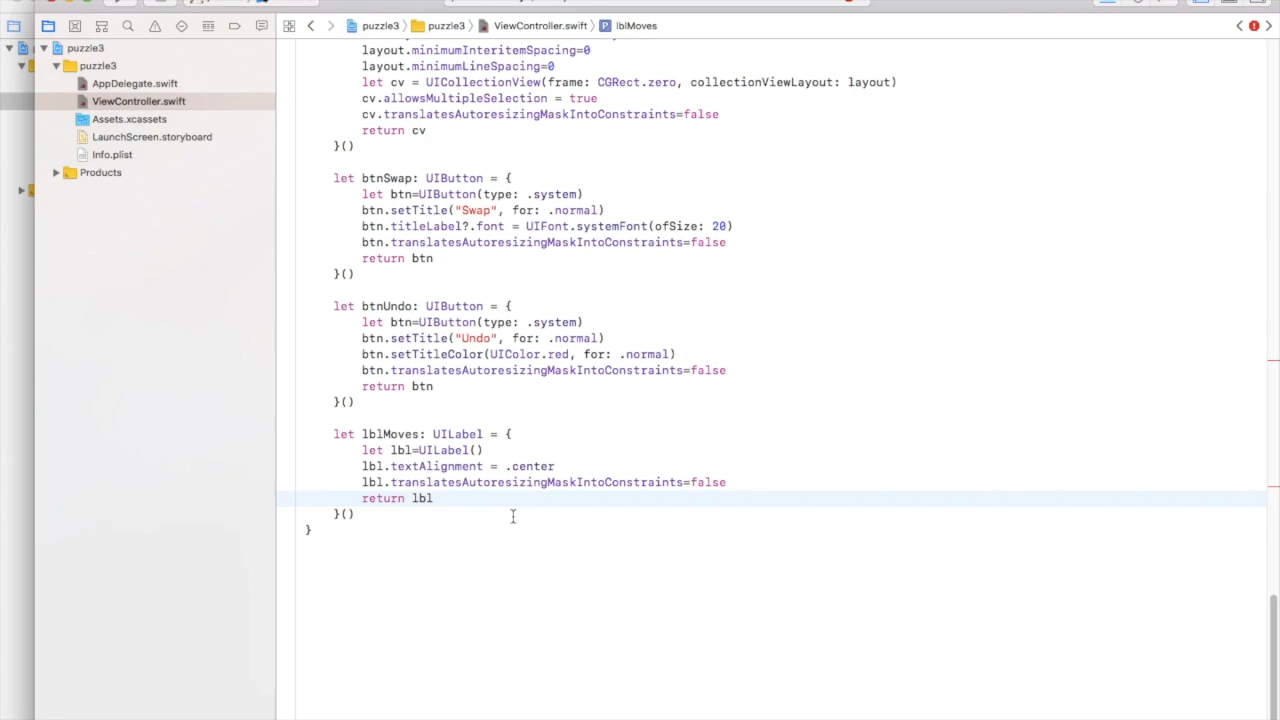 puzzle3 puzzle3 ViewController.swift P lblMoves
puzzle3
puzzle3
AppDelegate.swift
ViewController.swift
Assets.xcassets
LaunchScreen.storyboard
Info.plist
Products
layout.minimumInteritemSpacing=0
layout.minimumLineSpacing=0
let cv = UICollectionView(frame: CGRect.zero, collectionViewLayout: layout)
cv.allowsMultipleSelection = true
cv.translatesAutoresizingMaskIntoConstraints=false
return cv
}()
let btnSwap: UIButton = {
let btn=UIButton(type: .system)
btn.setTitle("Swap", for: .normal)
btn.titleLabel?.font = UIFont.systemFont(ofSize: 20)
btn.translatesAutoresizingMaskIntoConstraints=false
return btn
}()
let btnUndo: UIButton = {
let btn=UIButton(type: .system)
btn.setTitle("Undo", for: .normal)
btn.setTitleColor(UIColor.red, for: .normal)
btn.translatesAutoresizingMaskIntoConstraints=false
return btn
}()
let lblMoves: UILabel = {
let lbl=UILabel()
lbl.textAlignment = .center
lbl.translatesAutoresizingMaskIntoConstraints=false
return lbl
}()
}